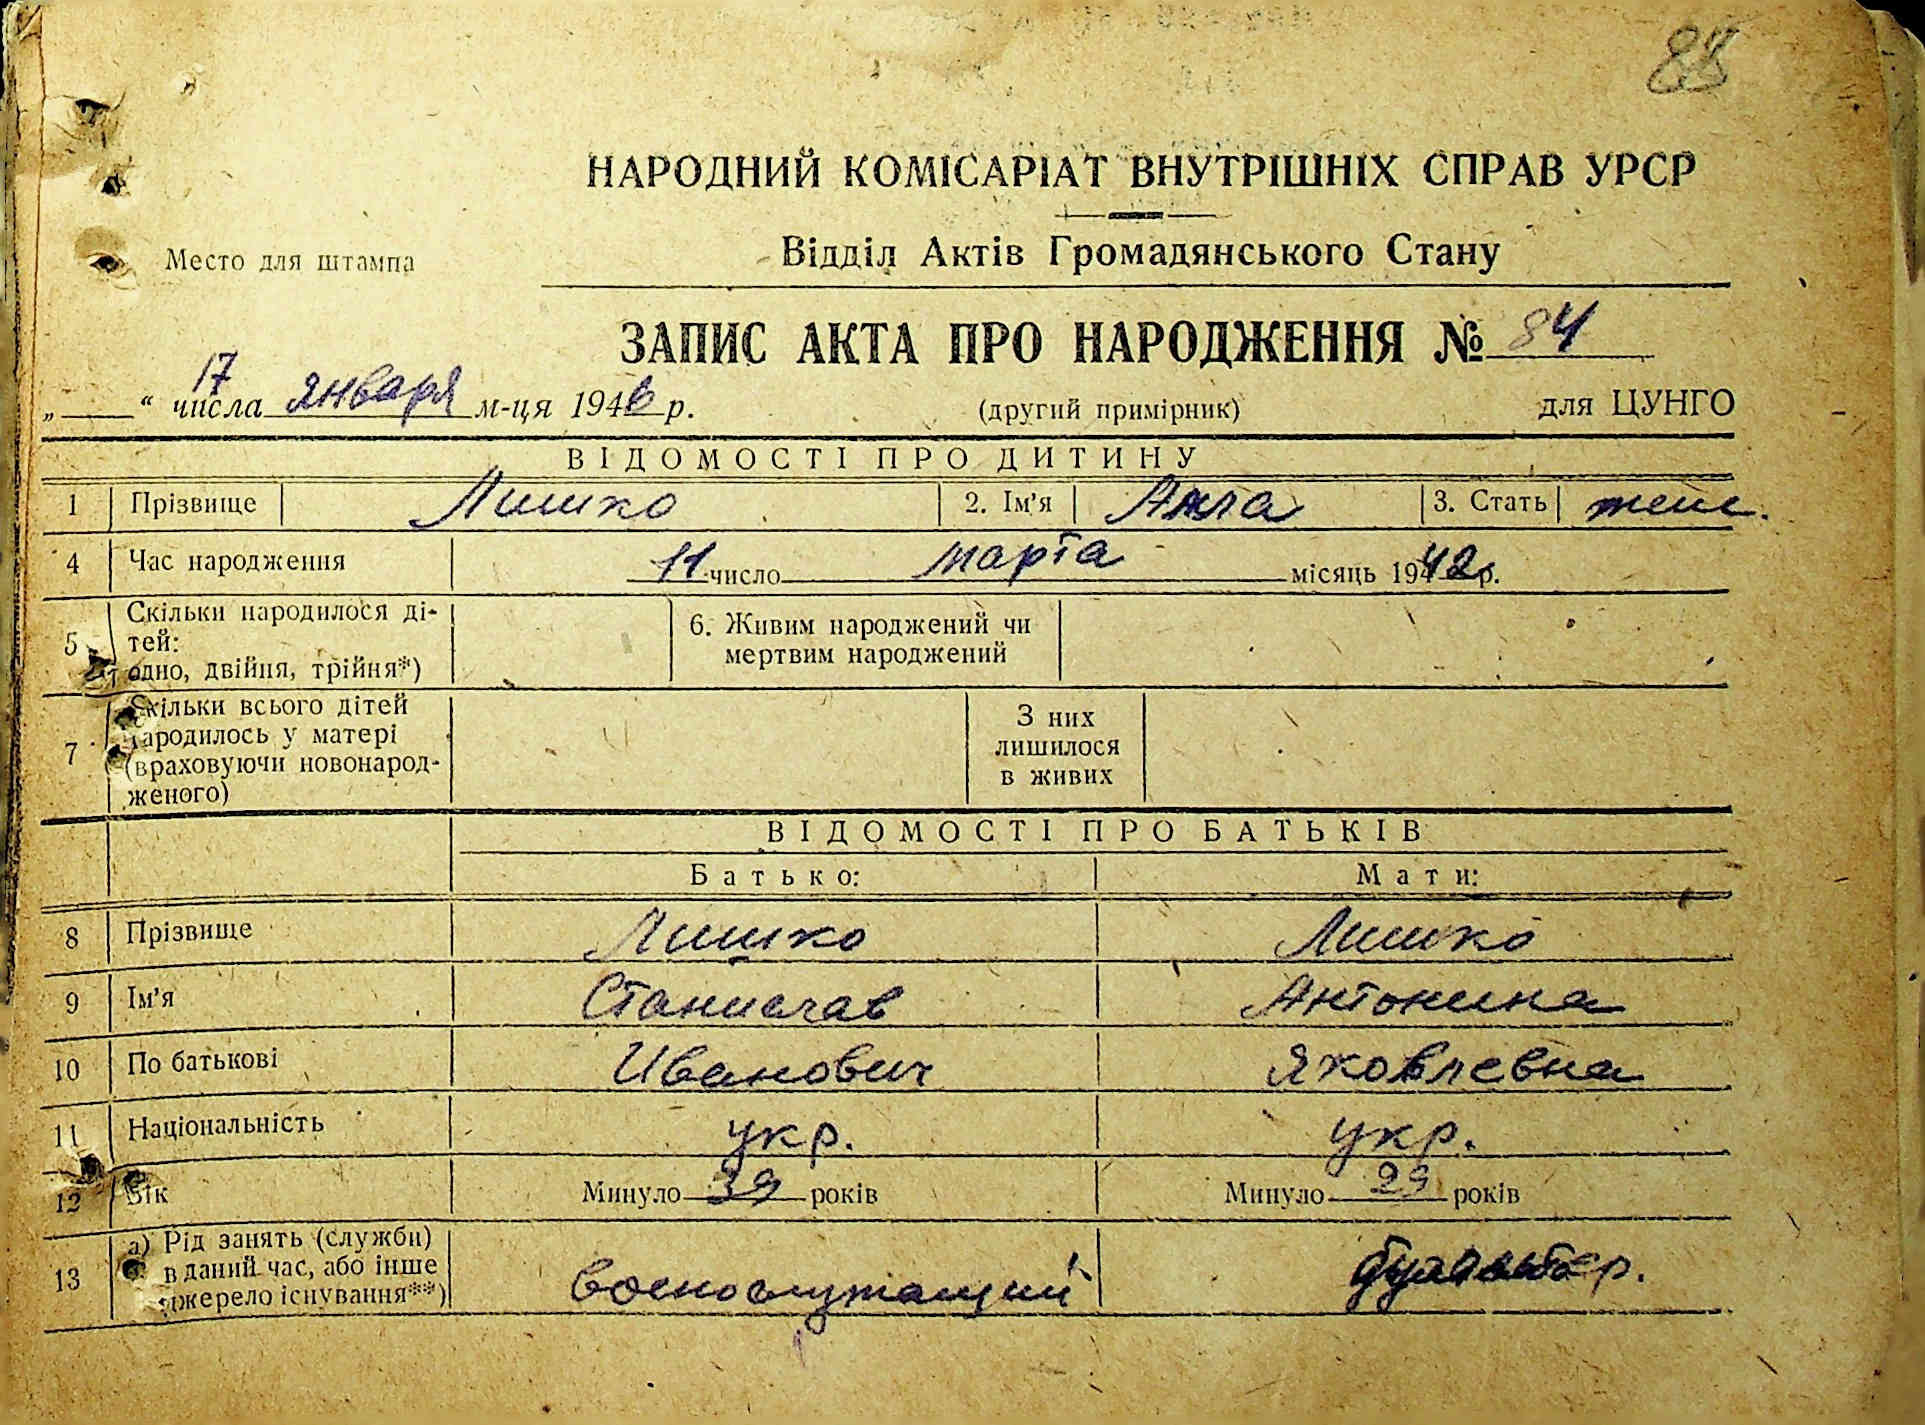 88
НАРОДНИЙ КОМІСАРІАТ ВНУТРІШНІХ СПРАВ УРСР
Место для штампа
Відділ Актів Громадянського Стану
ЗАПИС АКТА ПРО НАРОДЖЕННЯ № 84
„ 17 “ числа января м-ця 1946 р. (другий примірник) для ЦУНГО
ВІДОМОСТІ ПРО ДИТИНУ
1 Прізвище Лишко 2. Ім'я Алла 3. Стать жен.
4 Час народження 11 число марта місяць 1942 р.
5 Скільки народилося ді-
тей:
одно, двійня, трійня*)
6. Живим народжений чи
мертвим народжений
7 Скільки всього дітей
народилось у матері
(враховуючи новонарод-
женого)
З них
лишилося
в живих
ВІДОМОСТІ ПРО БАТЬКІВ
Батько: Мати:
8 Прізвище Лишко Лишко
9 Ім'я Станислав Антонина
10 По батькові Иванович Яковлевна
11 Національність укр. укр.
12 Вік Минуло 39 років Минуло 29 років
13 а) Рід занять (служби)
в даний час, або інше
джерело існування**)
военнослужащий бухгалтер.